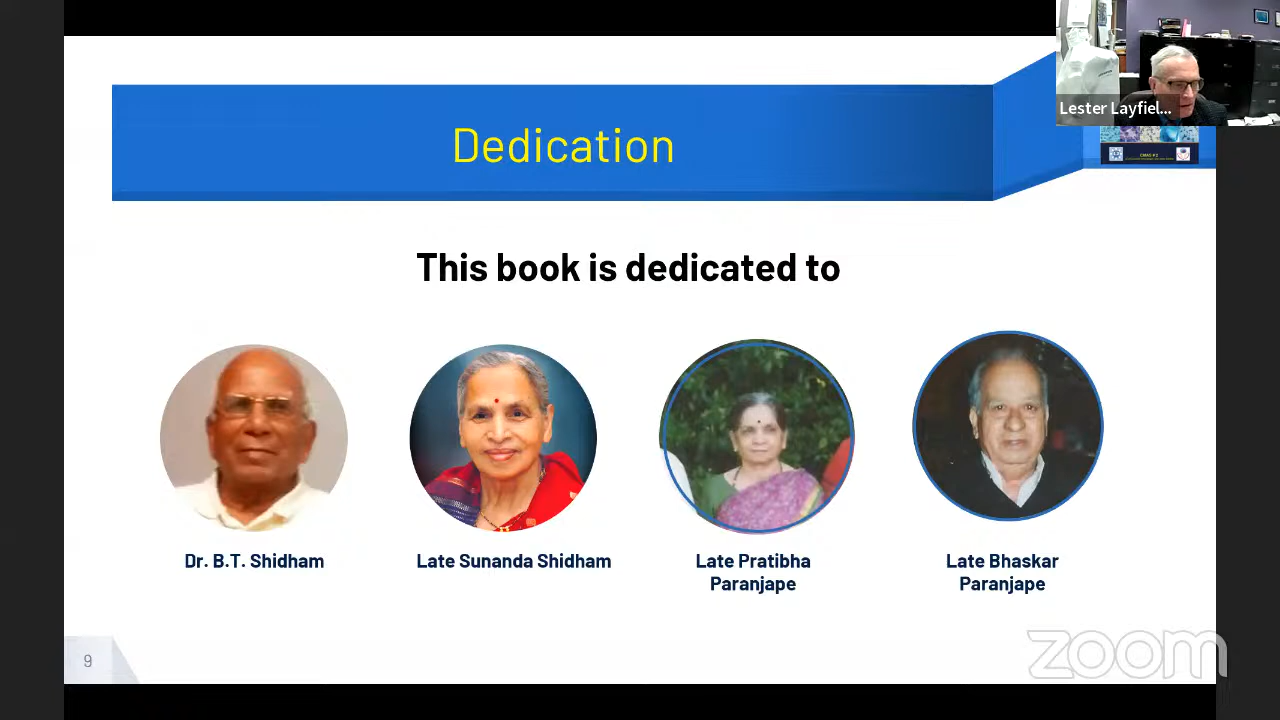 Lester Layfiel...
Dedication
This book is dedicated to
Dr. B.T. Shidham
Late Sunanda Shidham
Late Pratibha
Paranjape
Late Bhaskar
Paranjape
9
zoom